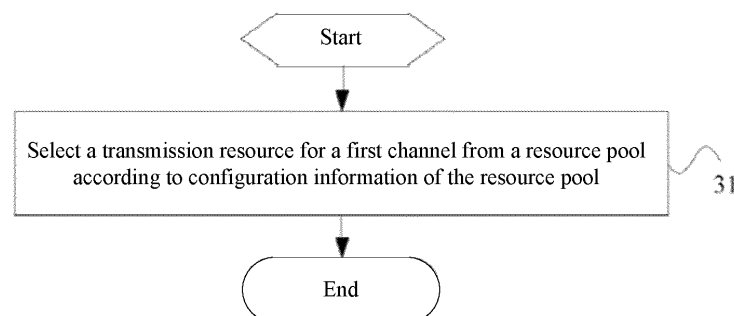 Start
Select a transmission resource for a first channel from a resource pool
according to configuration information of the resource pool
31
End